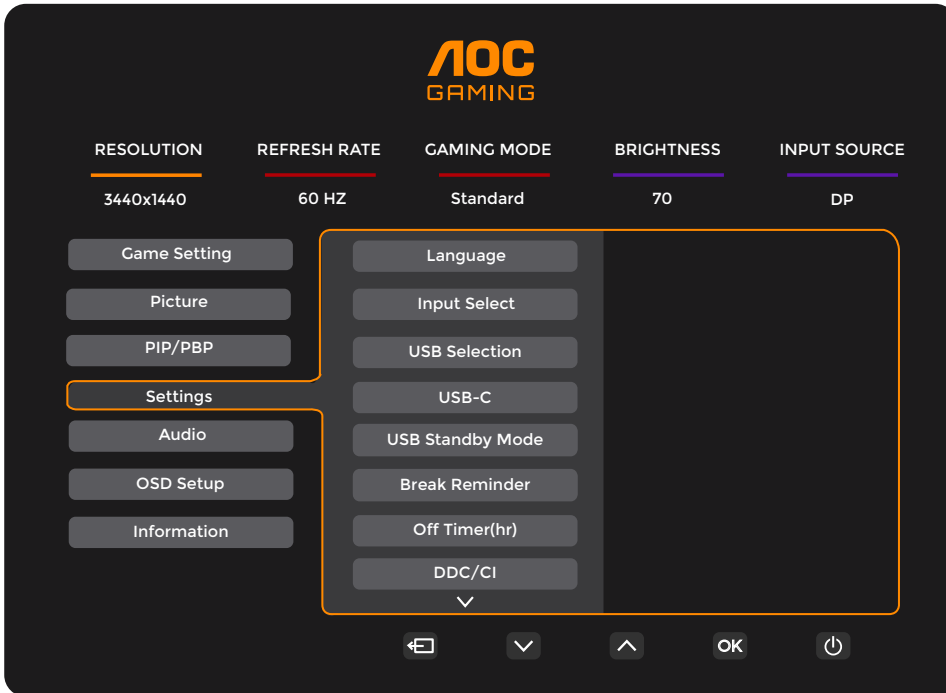 AOC
GAMING
RESOLUTION REFRESH RATE GAMING MODE BRIGHTNESS INPUT SOURCE
3440x1440 60 HZ Standard 70 DP
Game Setting
Picture
PIP/PBP
Settings
Audio
OSD Setup
Information
Language
Input Select
USB Selection
USB-C
USB Standby Mode
Break Reminder
Off Timer(hr)
DDC/CI
OK